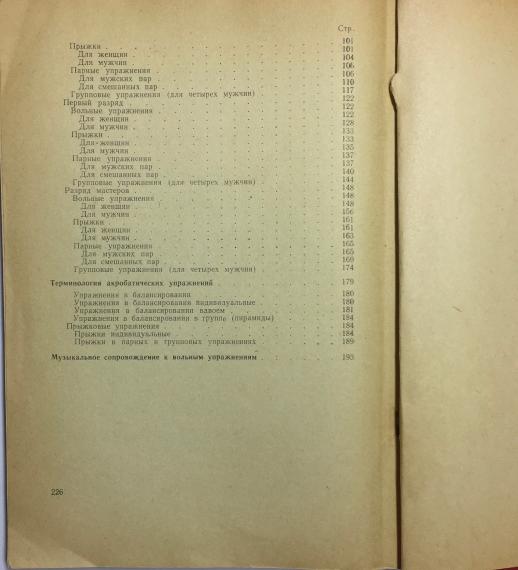 Стр.
Прыжки . . . 101
Для женщин . . . 101
Для мужчин . . . 104
Парные упражнения . . . 106
Для мужских пар . . . 106
Для смешанных пар . . . 110
Групповые упражнения (для четырех мужчин) . . . 117
Первый разряд . . . 122
Вольные упражнения . . . 122
Для женщин . . . 122
Для мужчин . . . 128
Прыжки . . . 133
Для женщин . . . 133
Для мужчин . . . 135
Парные упражнения . . . 137
Для мужских пар . . . 137
Для смешанных пар . . . 140
Групповые упражнения (для четырех мужчин) . . . 144
Разряд мастеров . . . 148
Вольные упражнения . . . 148
Для женщин . . . 148
Для мужчин . . . 156
Прыжки . . . 161
Для женщин . . . 161
Для мужчин . . . 163
Парные упражнения . . . 165
Для мужских пар . . . 165
Для смешанных пар . . . 169
Групповые упражнения (для четырех мужчин) . . . 174
Терминология акробатических упражнений . . . 179
Упражнения в балансировании . . . 180
Упражнения в балансировании индивидуальные . . . 180
Упражнения в балансировании вдвоем . . . 181
Упражнения в балансировании в группе (пирамиды) . . . 184
Прыжковые упражнения . . . 184
Прыжки индивидуальные . . . 184
Прыжки в парных и групповых упражнениях . . . 189
Музыкальное сопровождение к вольным упражнениям . . . 193
226